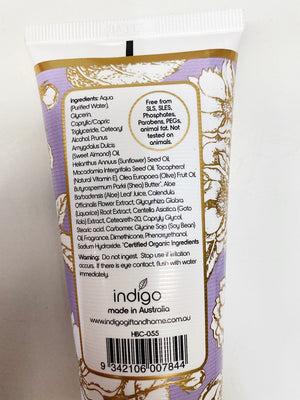 Ingredients: Aqua
(Purified Water),
Glycerin,
Caprylic/Capric
Triglyceride, Cetearyl
Alcohol, Prunus
Amygdalus Dulcis
(Sweet Almond) Oil,
Helianthus Annuus (Sunflower) Seed Oil,
Macadamia Intergrifolia Seed Oil, Tocopherol
(Natural Vitamin E), Olea Europaea (Olive) Fruit Oil,
Butyrospermum Parkii (Shea) Butter*, Aloe
Barbadensis (Aloe) Leaf Juice, Calendula
Officinalis Flower Extract, Glycyrrhiza Glabra
(Liquorice) Root Extract, Centella Asiatica (Gotu
Kola) Extract, Ceteareth-20, Caprylyl Glycol,
Stearic acid, Carbomer, Glycine Soja (Soy Bean)
Oil, Fragrance, Dimethicone, Phenoxyethanol,
Sodium Hydroxide. *Certified Organic Ingredients
Warning: Do not ingest. Stop use if irritation
occurs. If there is eye contact, flush with water
immediately.
Free from
SLS, SLES,
Phosphates,
Parabens, PEGs,
animal fat. Not
tested on
animals.
indigo
made in Australia
www.indigogiftandhome.com.au
HBC-055
9 342106 007844